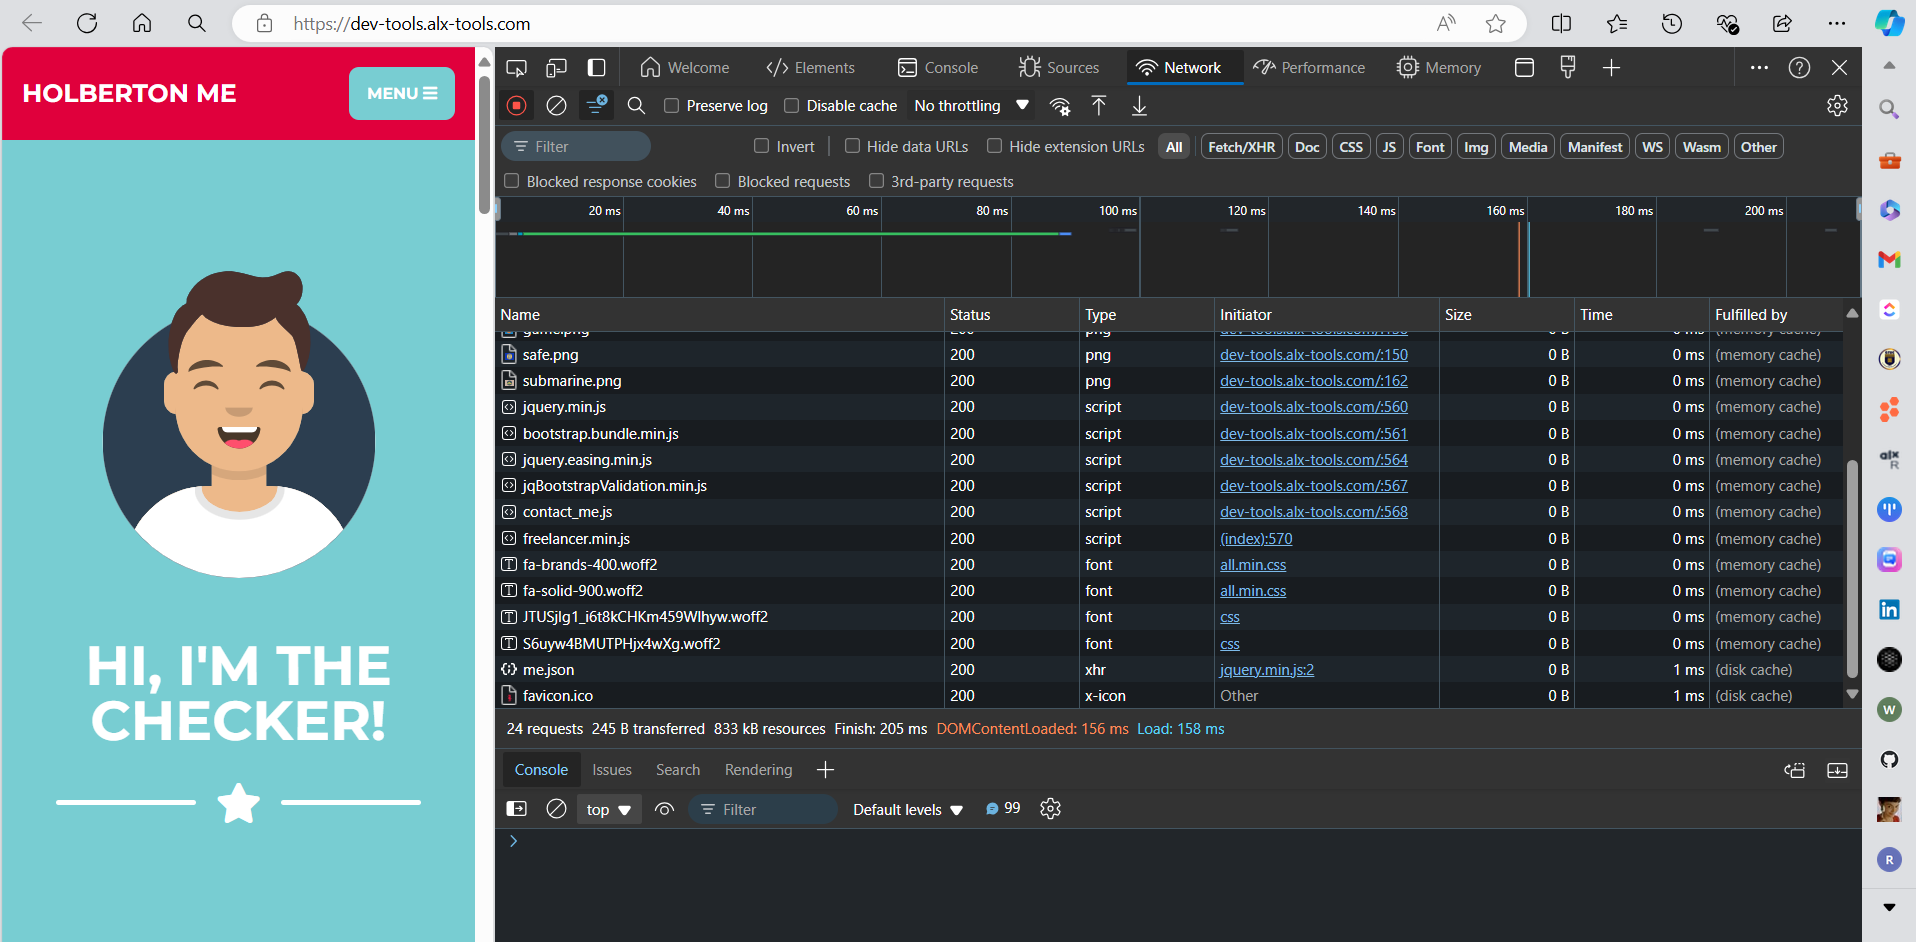 https://dev-tools.alx-tools.com
HOLBERTON ME
MENU
HI, I'M THE
CHECKER!
Welcome Elements Console Sources Network Performance Memory
Preserve log Disable cache No throttling
Filter Invert Hide data URLs Hide extension URLs All Fetch/XHR Doc CSS JS Font Img Media Manifest WS Wasm Other
Blocked response cookies Blocked requests 3rd-party requests
20 ms 40 ms 60 ms 80 ms 100 ms 120 ms 140 ms 160 ms 180 ms 200 ms
Name Status Type Initiator Size Time Fulfilled by
safe.png 200 png dev-tools.alx-tools.com/:150 0 B 0 ms (memory cache)
submarine.png 200 png dev-tools.alx-tools.com/:162 0 B 0 ms (memory cache)
jquery.min.js 200 script dev-tools.alx-tools.com/:560 0 B 0 ms (memory cache)
bootstrap.bundle.min.js 200 script dev-tools.alx-tools.com/:561 0 B 0 ms (memory cache)
jquery.easing.min.js 200 script dev-tools.alx-tools.com/:564 0 B 0 ms (memory cache)
jqBootstrapValidation.min.js 200 script dev-tools.alx-tools.com/:567 0 B 0 ms (memory cache)
contact_me.js 200 script dev-tools.alx-tools.com/:568 0 B 0 ms (memory cache)
freelancer.min.js 200 script (index):570 0 B 0 ms (memory cache)
fa-brands-400.woff2 200 font all.min.css 0 B 0 ms (memory cache)
fa-solid-900.woff2 200 font all.min.css 0 B 0 ms (memory cache)
JTUSjIg1_i6t8kCHKm459Wlhyw.woff2 200 font css 0 B 0 ms (memory cache)
S6uyw4BMUTPHjx4wXg.woff2 200 font css 0 B 0 ms (memory cache)
me.json 200 xhr jquery.min.js:2 0 B 1 ms (disk cache)
favicon.ico 200 x-icon Other 0 B 1 ms (disk cache)
24 requests 245 B transferred 833 kB resources Finish: 205 ms DOMContentLoaded: 156 ms Load: 158 ms
Console Issues Search Rendering
top Filter Default levels 99
alx
R
in
W
R